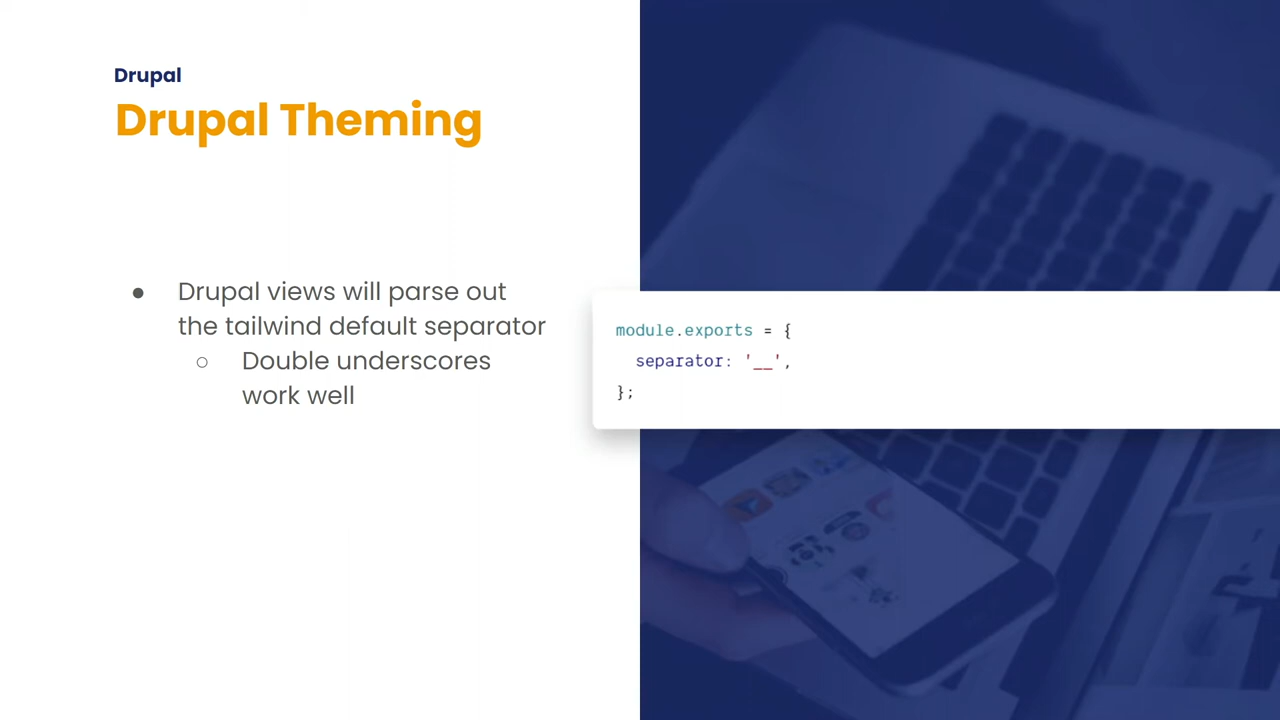 Drupal
Drupal Theming
● Drupal views will parse out
the tailwind default separator
○ Double underscores
work well
module.exports = {
  separator: '__',
};